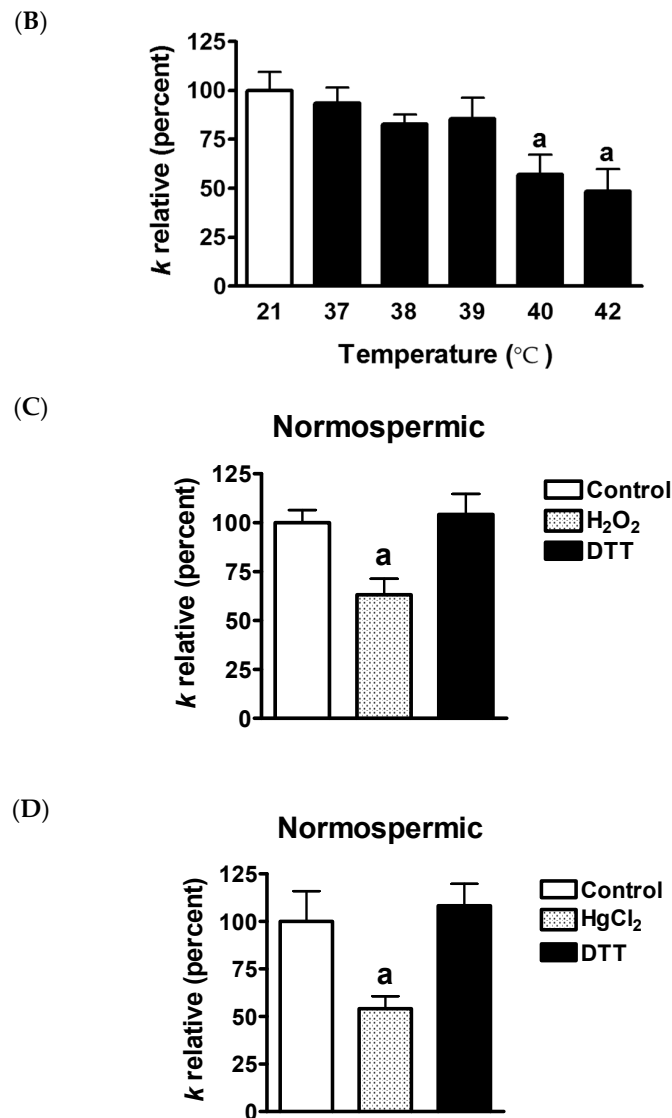 (B)
125
100
75
50
25
0
k relative (percent)
a a
21 37 38 39 40 42
Temperature (°C )
(C)
Normospermic
125
100
75
50
25
0
k relative (percent)
a
Control
H₂O₂
DTT
(D)
Normospermic
125
100
75
50
25
0
k relative (percent)
a
Control
HgCl₂
DTT